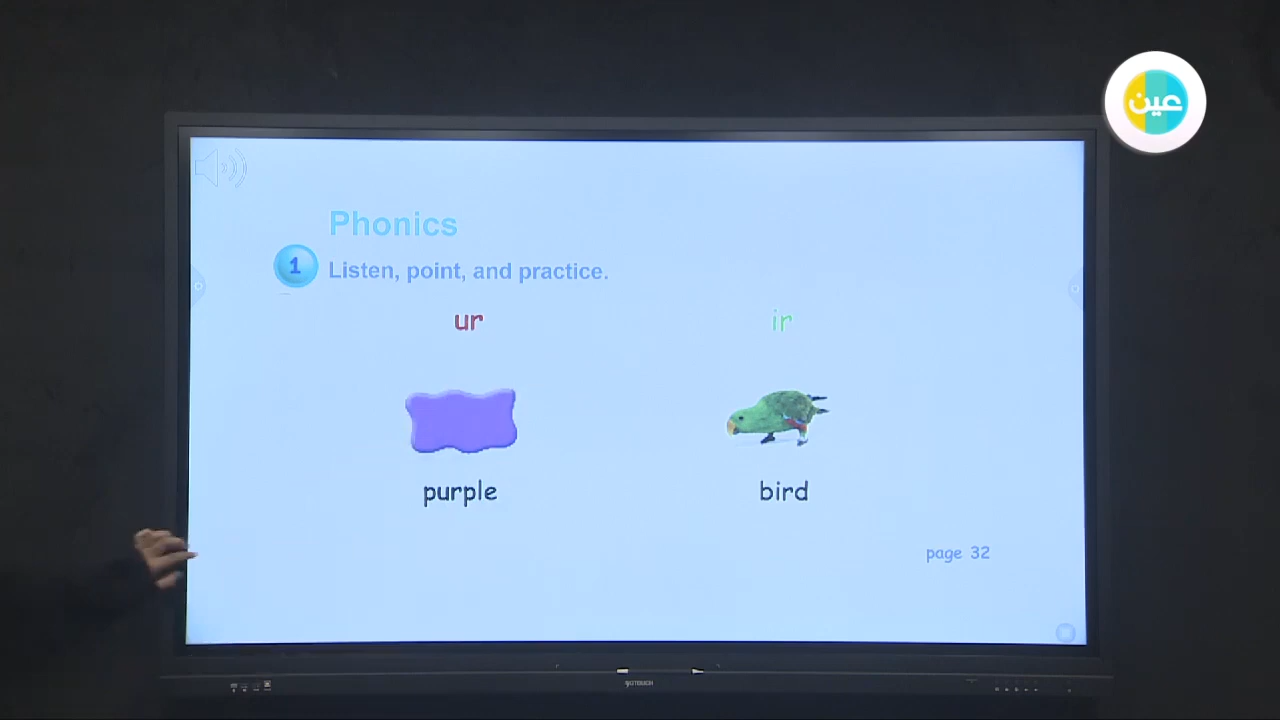 عين
Phonics
1 Listen, point, and practice.
ur ir
purple bird
page 32